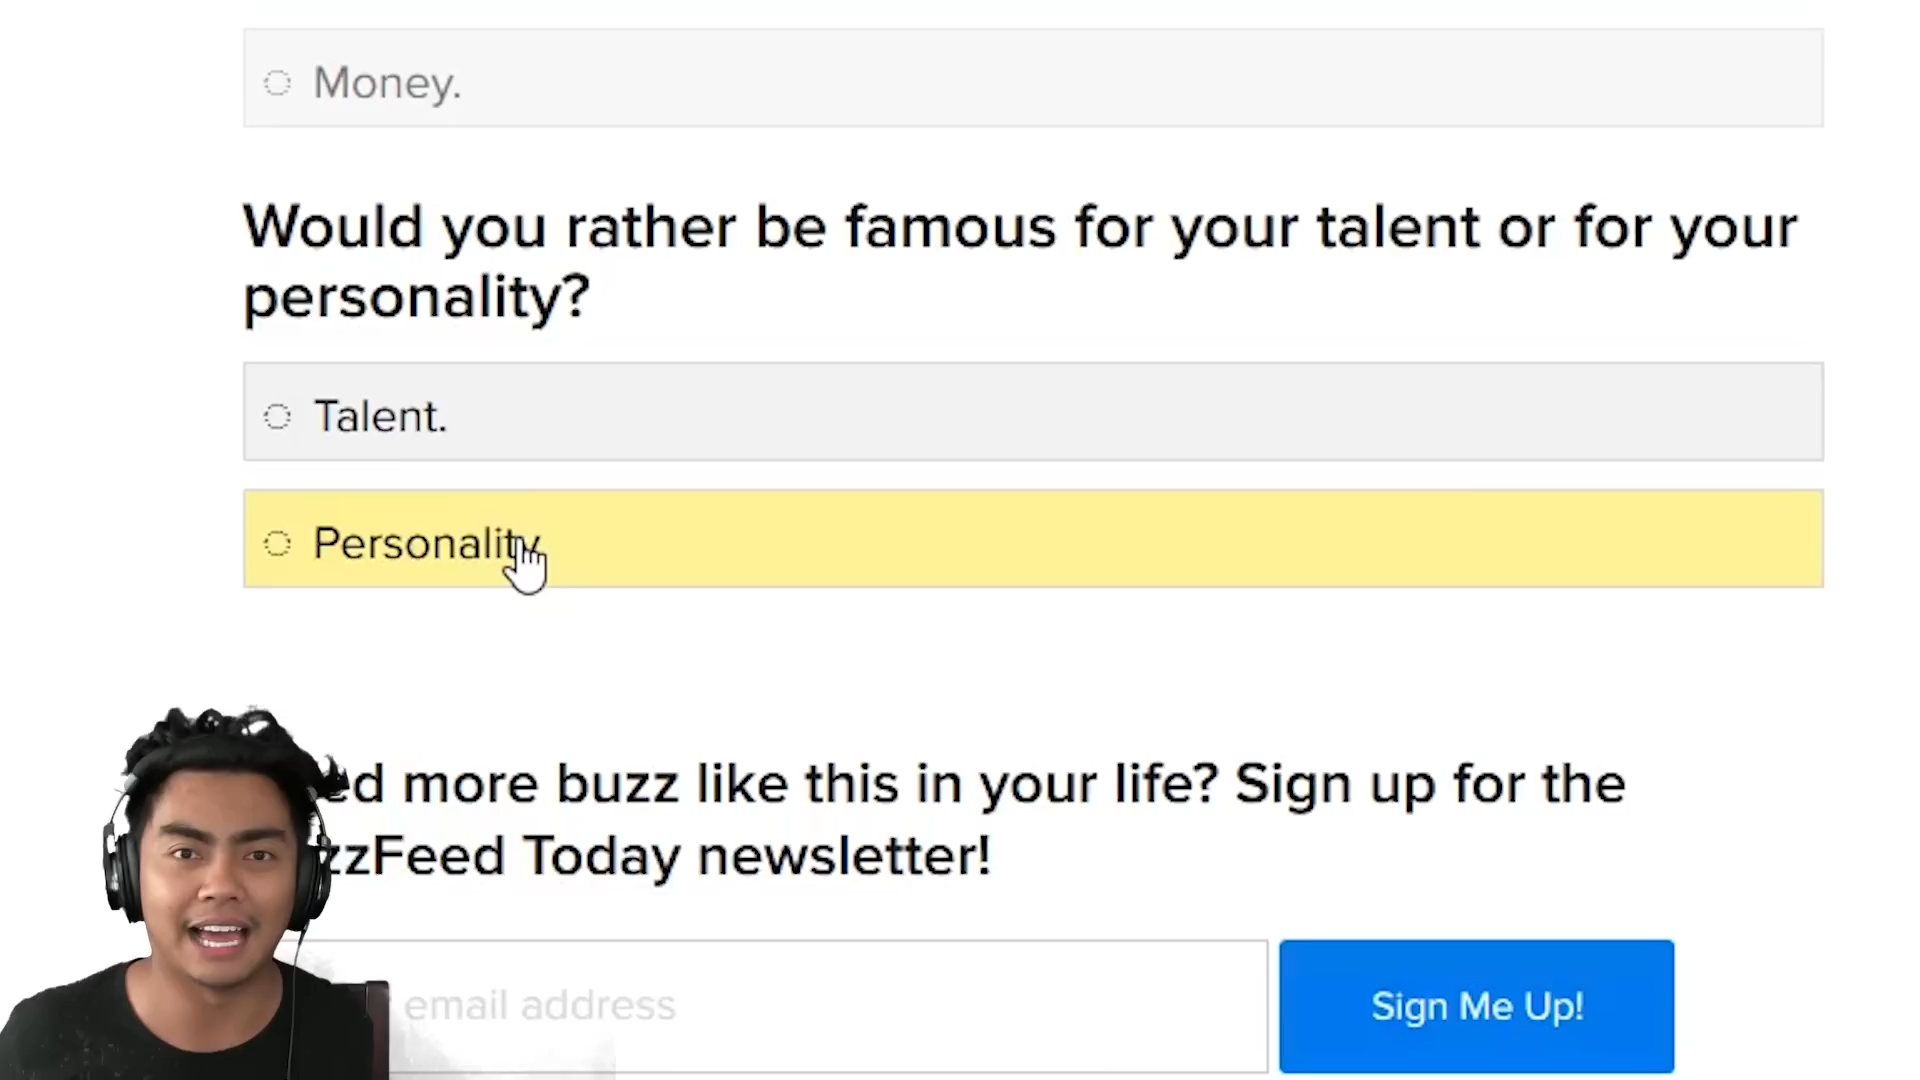 Money.
Would you rather be famous for your talent or for your
personality?
Talent.
Personality
more buzz like this in your life? Sign up for the
Today newsletter!
email address
Sign Me Up!